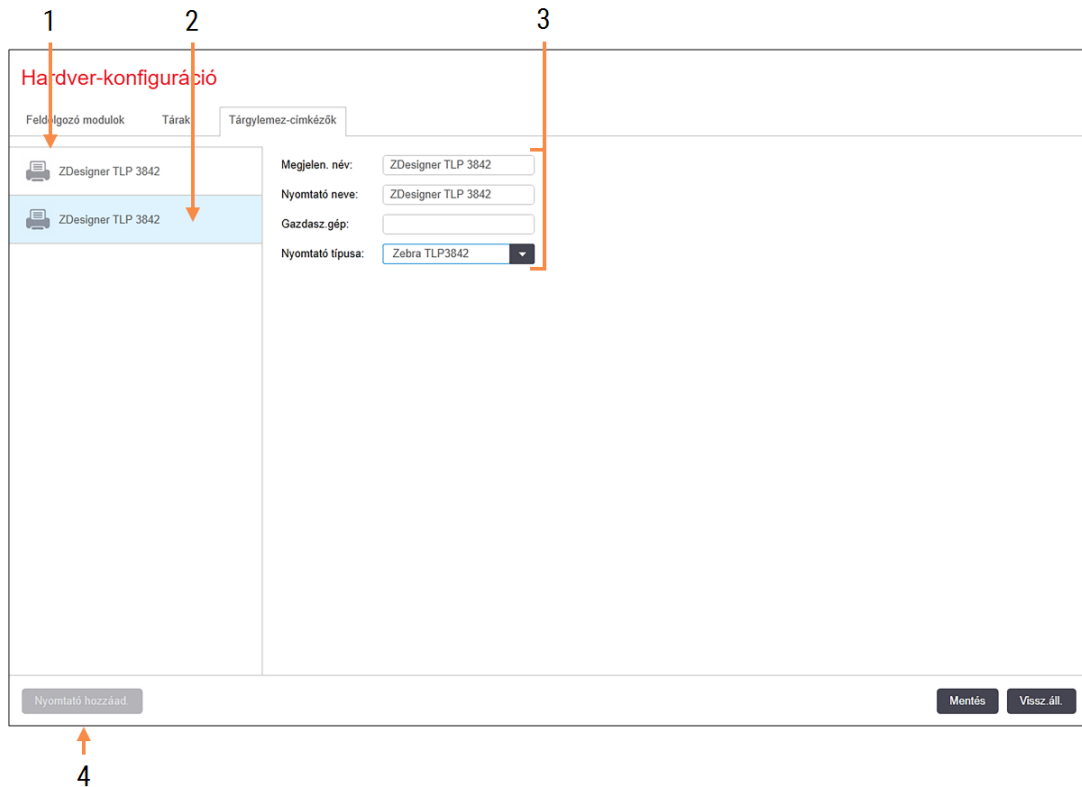 1 2 3
Hardver-konfiguráció
Feldolgozó modulok Tárak Tárgylemez-címkézők
ZDesigner TLP 3842
ZDesigner TLP 3842
Megjelen. név: ZDesigner TLP 3842
Nyomtató neve: ZDesigner TLP 3842
Gazdasz.gép:
Nyomtató típusa: Zebra TLP3842
Nyomtató hozzáad. Mentés Vissz.áll.
4